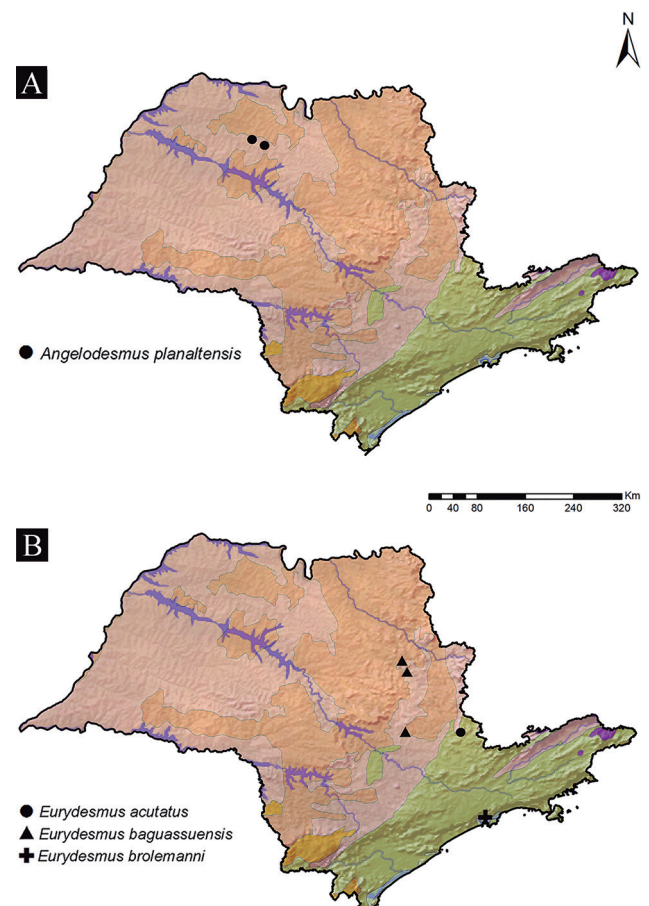 N
A
Angelodesmus planaltensis
Km
0 40 80 160 240 320
B
Eurydesmus acutatus
Eurydesmus baguassuensis
Eurydesmus brolemanni